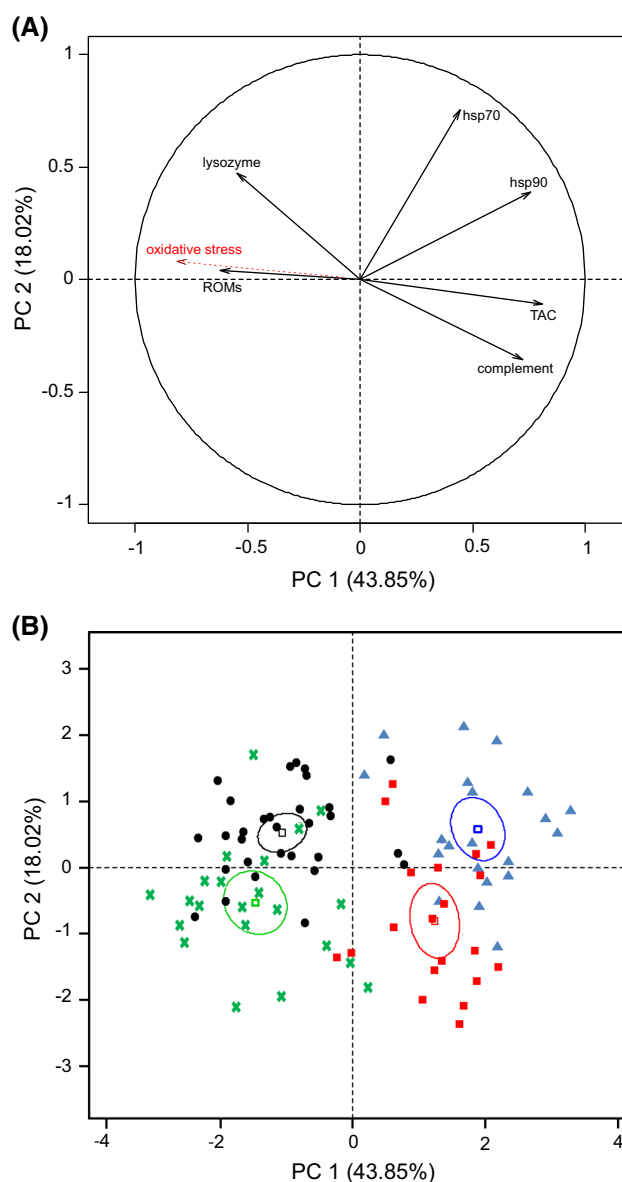 (A)
1
0.5
0
-0.5
-1
PC 2 (18.02%)
hsp70
lysozyme
hsp90
oxidative stress
ROMs
TAC
complement
-1 -0.5 0 0.5 1
PC 1 (43.85%)
(B)
3
2
1
0
-1
-2
-3
PC 2 (18.02%)
-4 -2 0 2 4
PC 1 (43.85%)